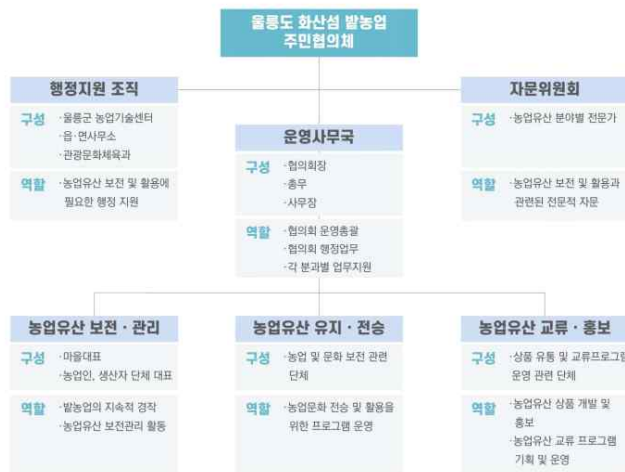 울릉도 화산섬 밭농업
주민협의체
행정지원 조직
구성
·울릉군 농업기술센터
·읍·면사무소
·관광문화체육과
역할
·농업유산 보전 및 활용에
필요한 행정 지원
자문위원회
구성
·농업유산 분야별 전문가
역할
·농업유산 보전 및 활용과
관련된 전문적 자문
운영사무국
구성
·협의회장
·총무
·사무장
역할
·협의회 운영총괄
·협의회 행정업무
·각 분과별 업무지원
농업유산 보전·관리
구성
·마을대표
·농업인, 생산자 단체 대표
역할
·밭농업의 지속적 경작
·농업유산 보전관리 활동
농업유산 유지·전승
구성
·농업 및 문화 보전 관련
단체
역할
·농업문화 전승 및 활용을
위한 프로그램 운영
농업유산 교류·홍보
구성
·상품 유통 및 교류프로그램
운영 관련 단체
역할
·농업유산 상품 개발 및
홍보
·농업유산 교류 프로그램
기획 및 운영